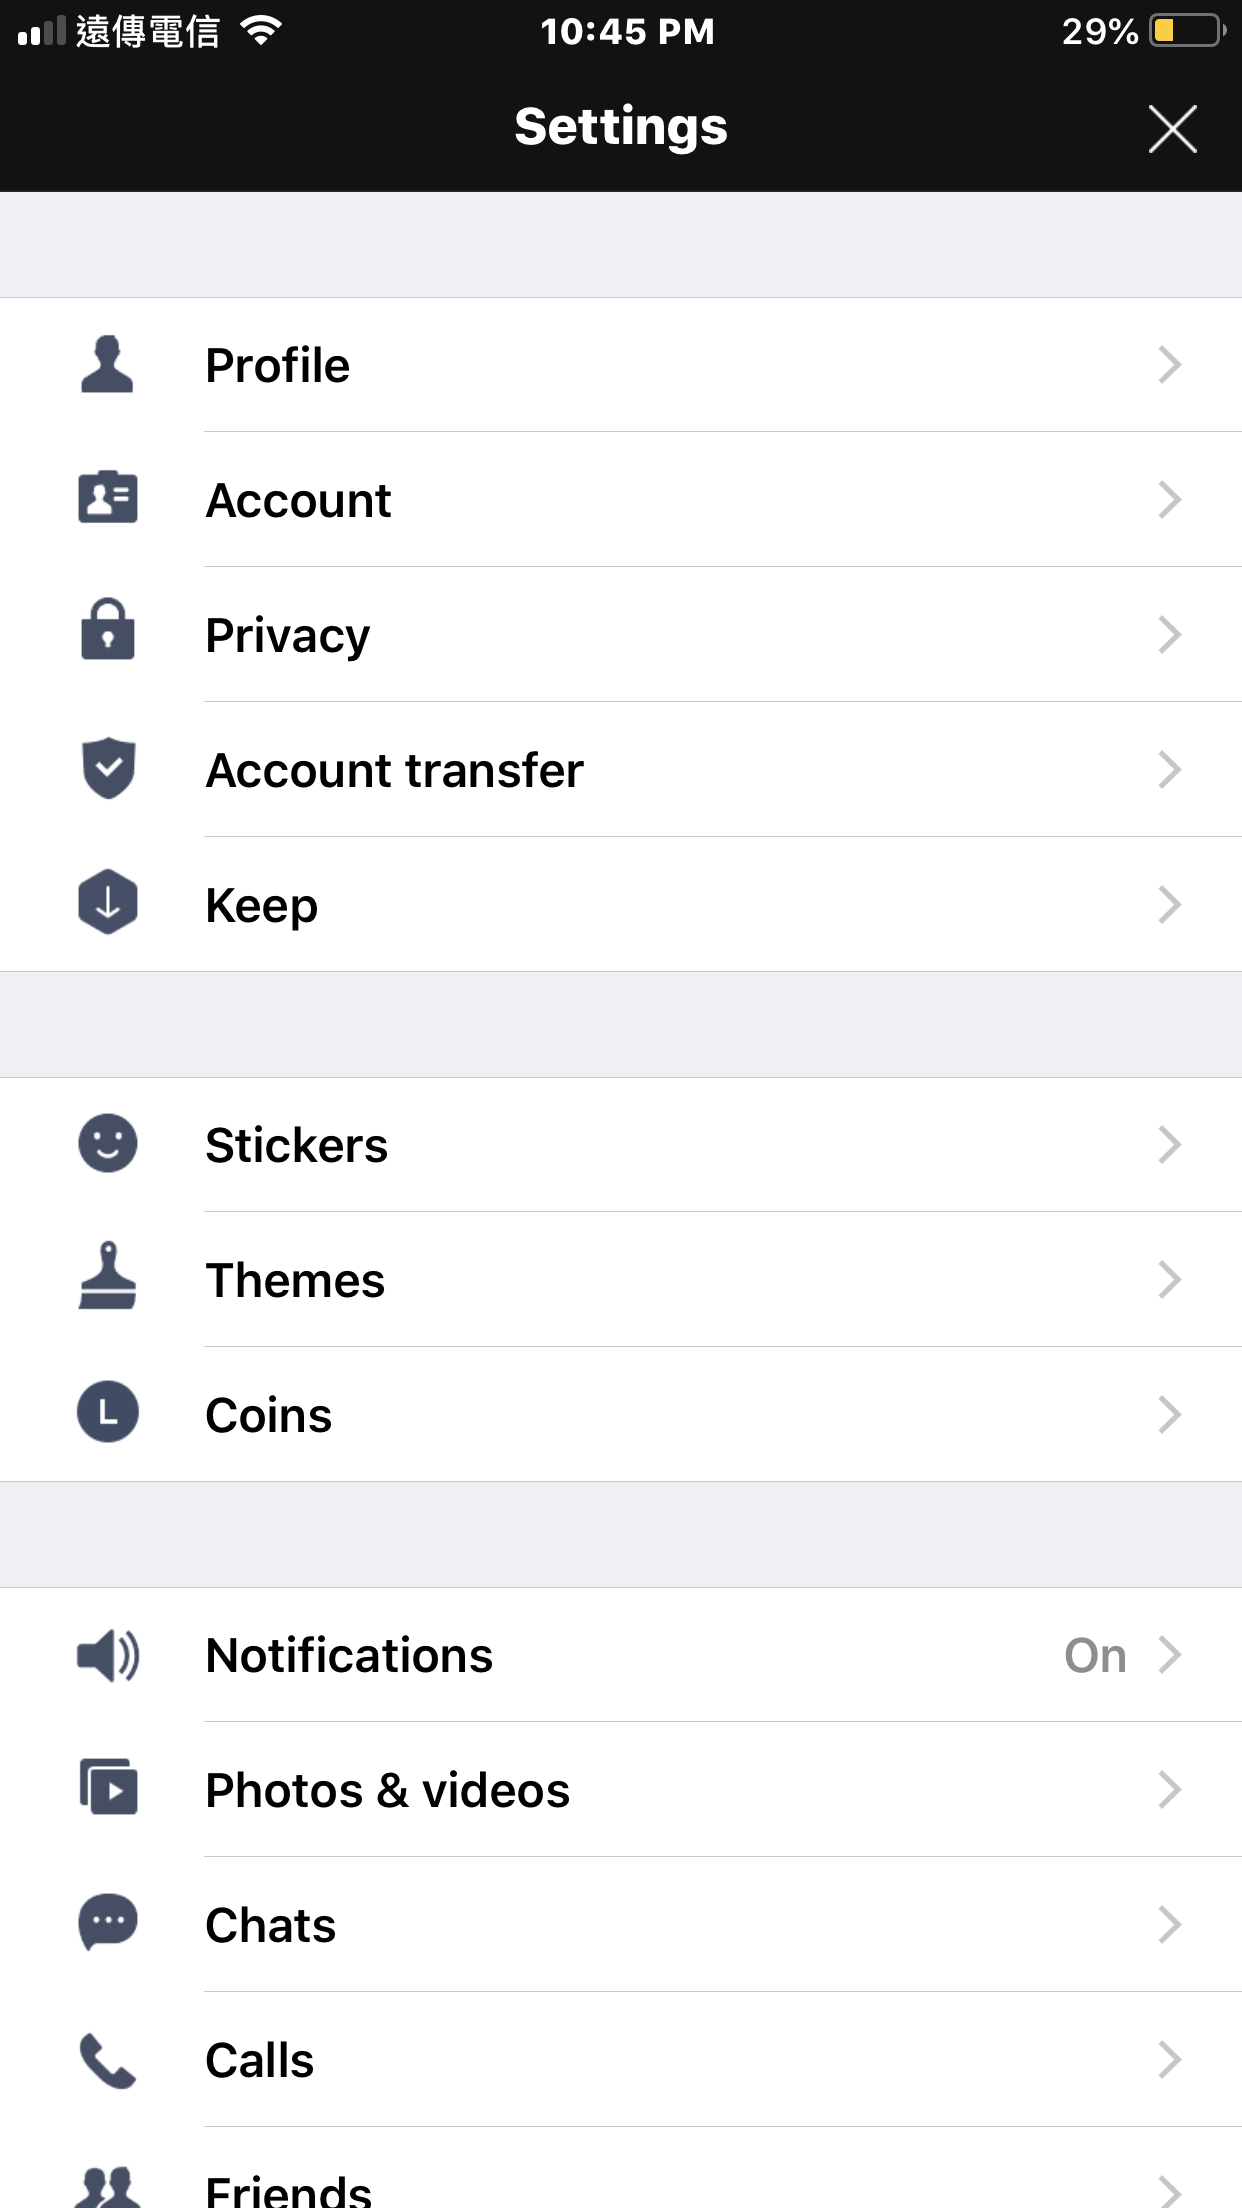 遠傳電信 10:45 PM 29%
Settings
Profile
Account
Privacy
Account transfer
Keep
Stickers
Themes
L Coins
Notifications On
Photos & videos
Chats
Calls
Friends